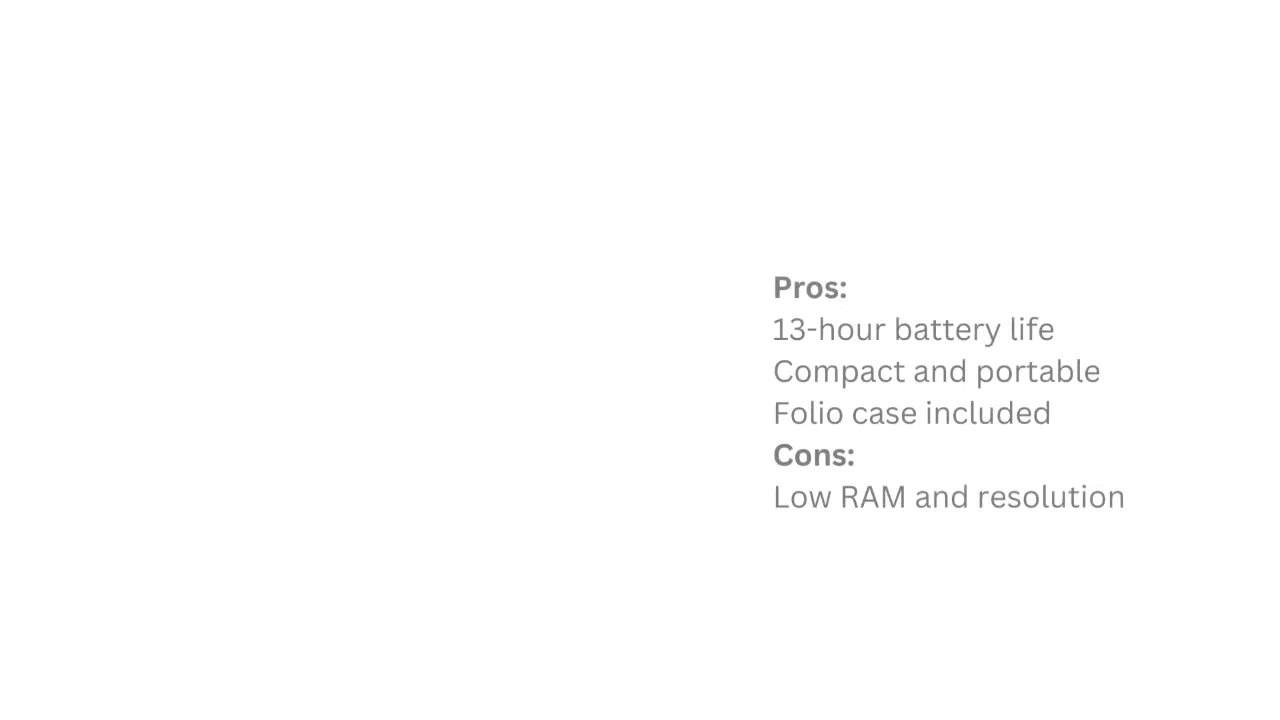 Pros:
13-hour battery life
Compact and portable
Folio case included
Cons:
Low RAM and resolution